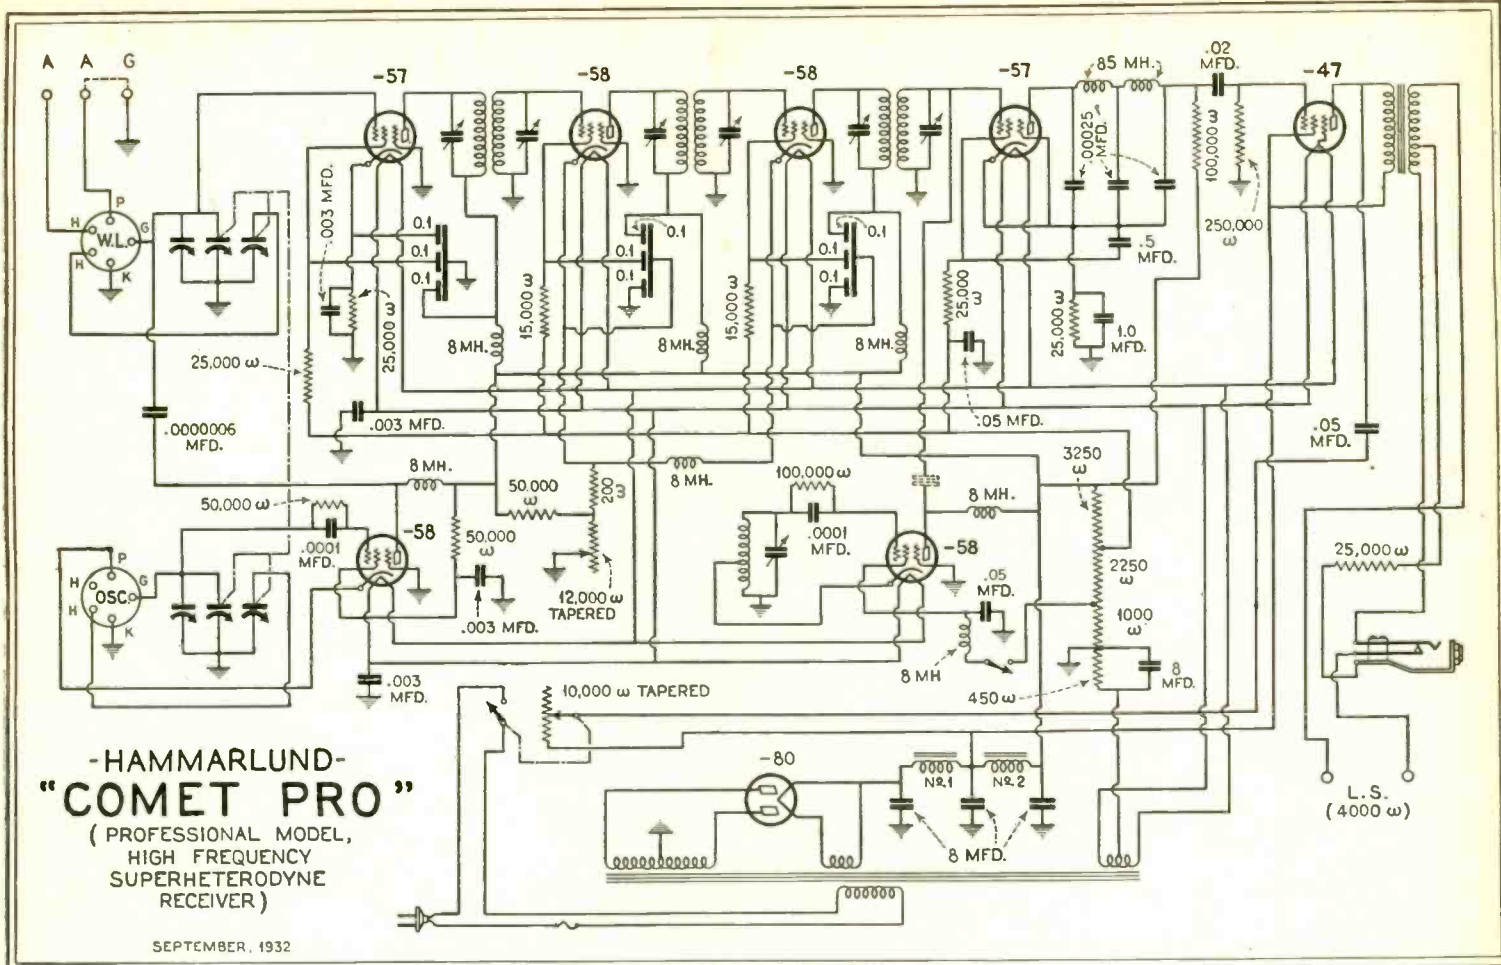 A A G
-57
-58
-58
-57
85 MH.
.02
MFD.
-47
.00025
MFD.
100,000 ω
250,000
ω
.003 MFD.
H P G
W.L.
H K
0.1
0.1
0.1
0.1
0.1
0.1
0.1
0.1
0.1
.5
MFD.
25,000 ω
15,000 ω
15,000 ω
25,000
ω
25,000 ω
1.0
MFD.
8 MH.
8 MH.
8 MH.
25,000 ω
.0000006
MFD.
.003 MFD.
.05 MFD.
.05
MFD.
3250
ω
8 MH.
8 MH.
50,000
ω
200
ω
100,000 ω
8 MH.
50,000 ω
.0001
MFD.
-58
50,000
ω
.0001
MFD.
-58
2250
ω
25,000 ω
H P G
OSC.
H K
12,000 ω
TAPERED
.05
MFD.
1000
ω
.003 MFD.
8 MH
8
MFD.
450 ω
.003
MFD.
10,000 ω TAPERED
-80
No.1 No.2
8 MFD.
L.S.
(4000 ω)
-HAMMARLUND-
"COMET PRO"
(PROFESSIONAL MODEL,
HIGH FREQUENCY
SUPERHETERODYNE
RECEIVER)
SEPTEMBER, 1932